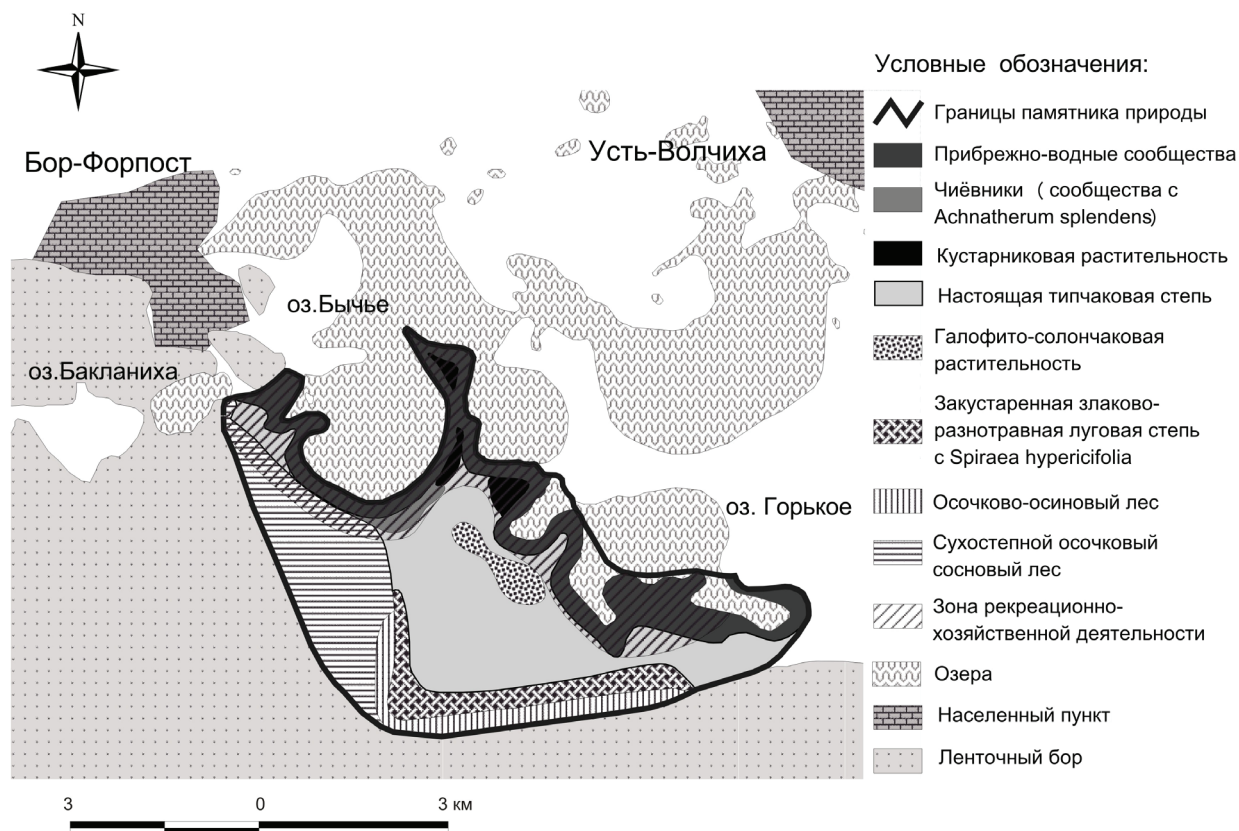 N
Условные обозначения:
Границы памятника природы
Бор-Форпост
Усть-Волчиха
Прибрежно-водные сообщества
Чиёвники ( сообщества с
Achnatherum splendens)
Кустарниковая растительность
оз.Бычье
Настоящая типчаковая степь
Галофито-солончаковая
растительность
оз.Бакланиха
Закустаренная злаково-
разнотравная луговая степь
с Spiraea hypericifolia
оз. Горькое
Осочково-осиновый лес
Сухостепной осочковый
сосновый лес
Зона рекреационно-
хозяйственной деятельности
Озера
Населенный пункт
Ленточный бор
3 0 3 км